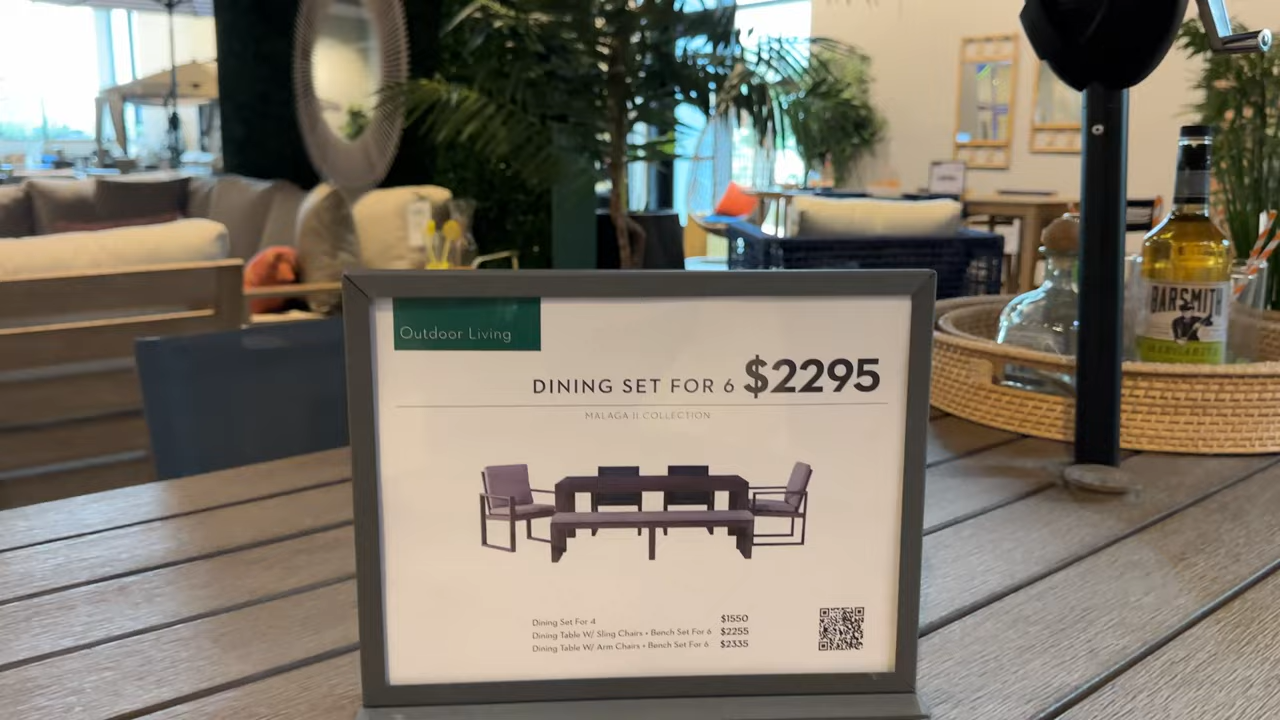 Outdoor Living
DINING SET FOR 6 $2295
MALAGA II COLLECTION
Dining Set For 4 $1550
Dining Table W/ Sling Chairs + Bench Set For 6 $2255
Dining Table W/ Arm Chairs + Bench Set For 6 $2335
BARSMITH
MARGARITA